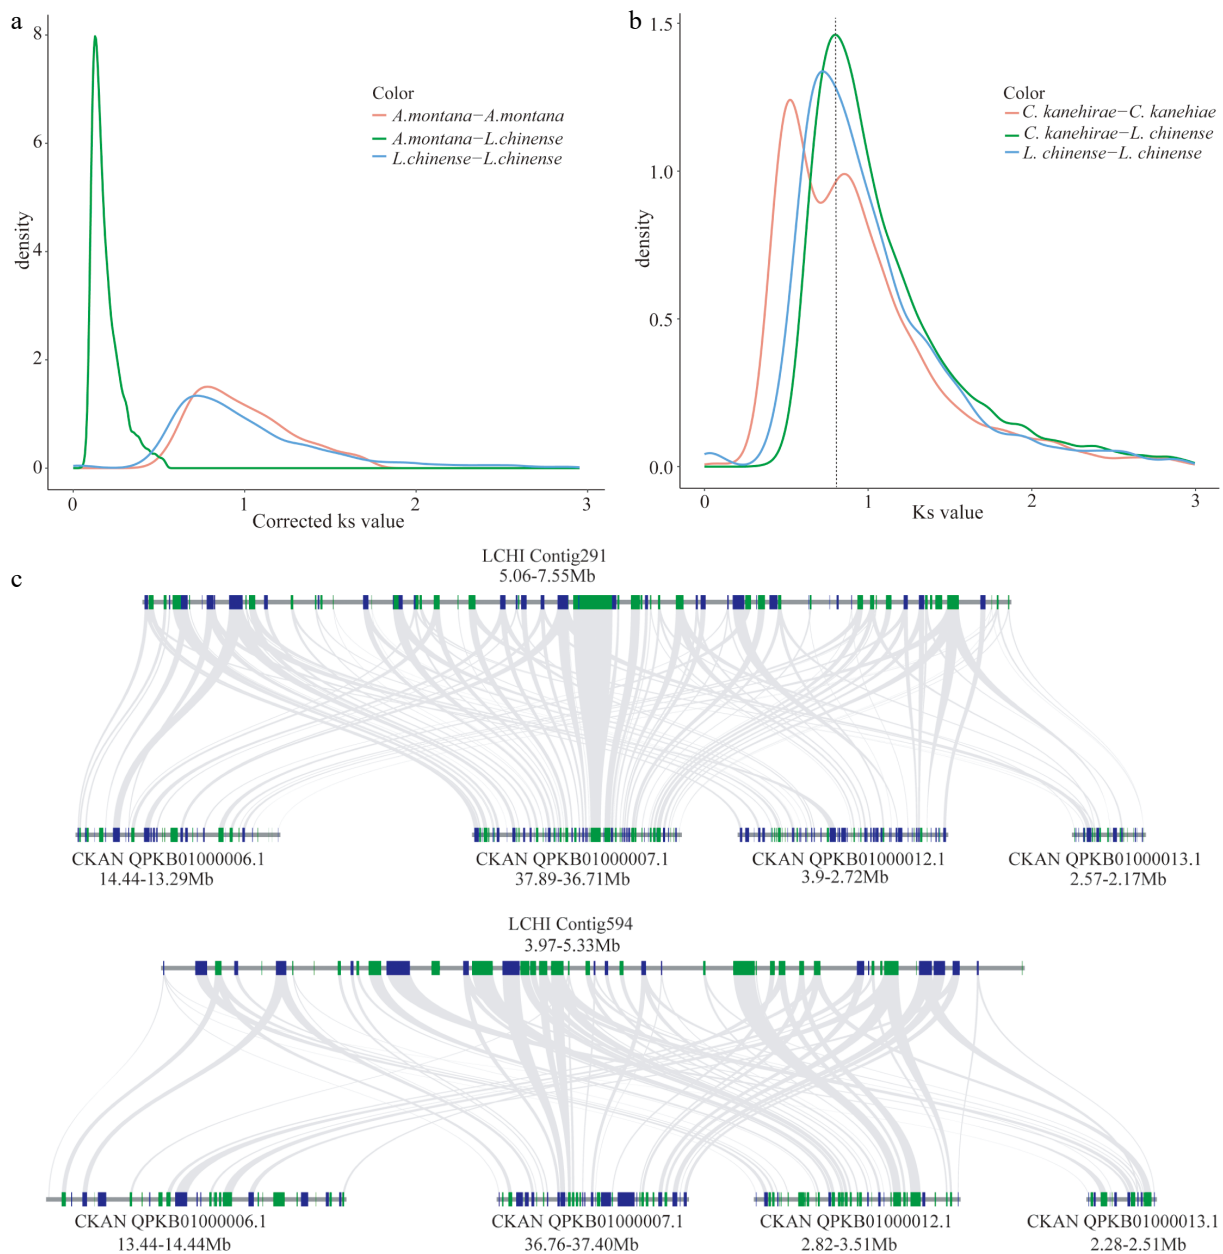 a
8
6
4
2
0
density
0
1
2
3
Corrected ks value
Color
A.montana−A.montana
A.montana−L.chinense
L.chinense−L.chinense
b
1.5
1.0
0.5
0.0
density
0
1
2
3
Ks value
Color
C. kanehirae−C. kanehiae
C. kanehirae−L. chinense
L. chinense−L. chinense
c
LCHI Contig291
5.06-7.55Mb
CKAN QPKB01000006.1
14.44-13.29Mb
CKAN QPKB01000007.1
37.89-36.71Mb
CKAN QPKB01000012.1
3.9-2.72Mb
CKAN QPKB01000013.1
2.57-2.17Mb
LCHI Contig594
3.97-5.33Mb
CKAN QPKB01000006.1
13.44-14.44Mb
CKAN QPKB01000007.1
36.76-37.40Mb
CKAN QPKB01000012.1
2.82-3.51Mb
CKAN QPKB01000013.1
2.28-2.51Mb